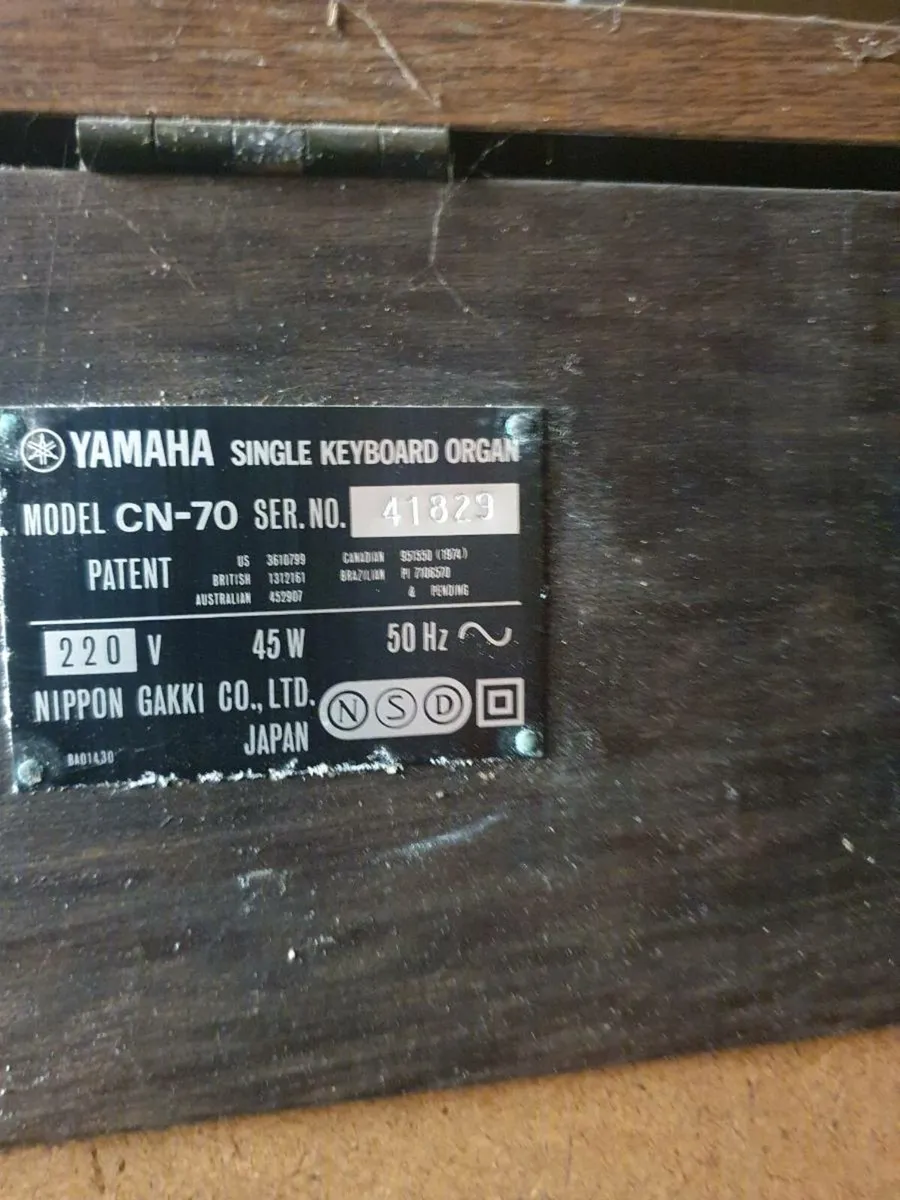 YAMAHA SINGLE KEYBOARD ORGAN
MODEL CN-70 SER. NO. 41829
PATENT
US 3610799
BRITISH 1312161
AUSTRALIAN 452907
CANADIAN 951550 (1974)
BRAZILIAN PI 7106570
& PENDING
220 V 45 W 50 Hz
NIPPON GAKKI CO., LTD.
JAPAN
N S D
BA01430